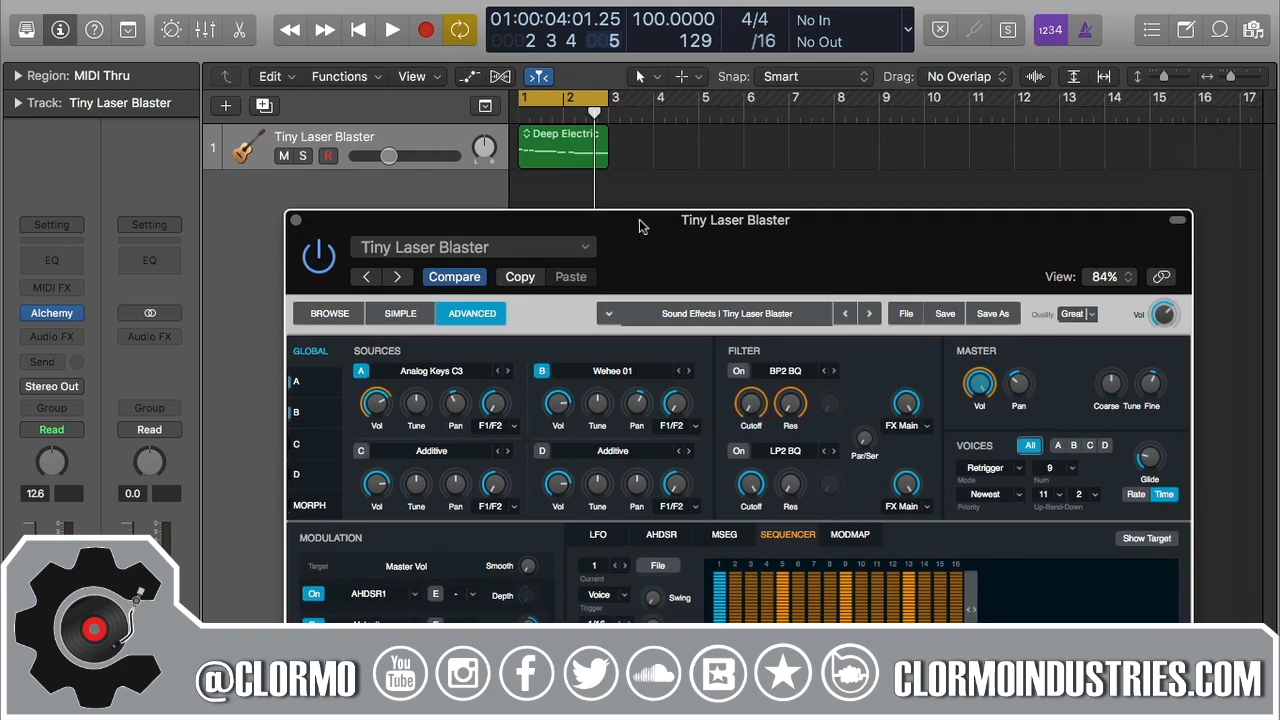 01:00:04:01.25
100.0000
4/4
No In
2 3 4 005
129
/16
No Out
1234
Region: MIDI Thru
Edit
Functions
View
Snap: Smart
Drag: No Overlap
Track: Tiny Laser Blaster
1 2 3 4 5 6 7 8 9 10 11 12 13 14 15 16 17
1
Tiny Laser Blaster
M S R
L R
Deep Electric
Setting
Setting
EQ
EQ
MIDI FX
Alchemy
Audio FX
Audio FX
Send
Stereo Out
Group
Group
Read
Read
12.6
0.0
Tiny Laser Blaster
Tiny Laser Blaster
Compare
Copy
Paste
View: 84%
BROWSE
SIMPLE
ADVANCED
Sound Effects | Tiny Laser Blaster
File
Save
Save As
Quality
Great
Vol
GLOBAL
A
B
C
D
MORPH
SOURCES
A
Analog Keys C3
B
Wehee 01
Vol Tune Pan F1/F2
Vol Tune Pan F1/F2
C
Additive
D
Additive
Vol Tune Pan F1/F2
Vol Tune Pan F1/F2
FILTER
On
BP2 BQ
Cutoff Res
FX Main
Par/Ser
On
LP2 BQ
Cutoff Res
FX Main
MASTER
Vol Pan
Coarse Tune Fine
VOICES
All
A B C D
Retrigger
9
Mode
Num
Glide
Newest
11
2
Rate
Time
Priority
Up-Bend-Down
MODULATION
Target
Master Vol
Smooth
On
AHDSR1
E
-
Depth
E
LFO
AHDSR
MSEG
SEQUENCER
MODMAP
Show Target
1
File
Current
Voice
Swing
Trigger
1/16
1 2 3 4 5 6 7 8 9 10 11 12 13 14 15 16
@CLORMO
You
Tube
CLORMOINDUSTRIES.COM